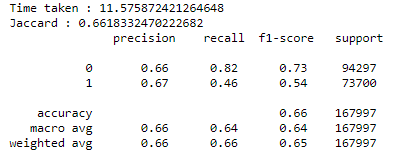 Time taken : 11.575872421264648
Jaccard : 0.6618332470222682
precision recall f1-score support
0 0.66 0.82 0.73 94297
1 0.67 0.46 0.54 73700
accuracy 0.66 167997
macro avg 0.66 0.64 0.64 167997
weighted avg 0.66 0.66 0.65 167997